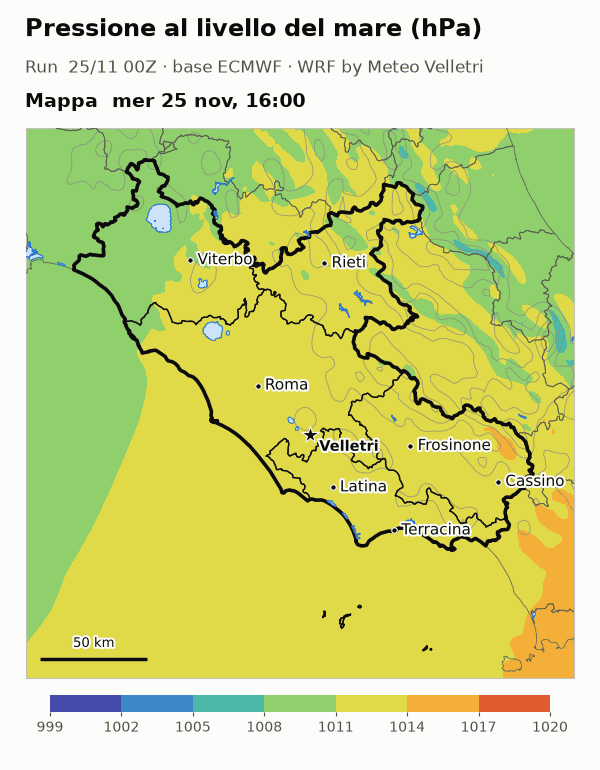 Pressione al livello del mare (hPa)
Run  25/11 00Z · base ECMWF · WRF by Meteo Velletri
Mappa  mer 25 nov, 16:00
Viterbo
Rieti
Roma
Velletri
Frosinone
Cassino
Latina
Terracina
50 km
999 1002 1005 1008 1011 1014 1017 1020